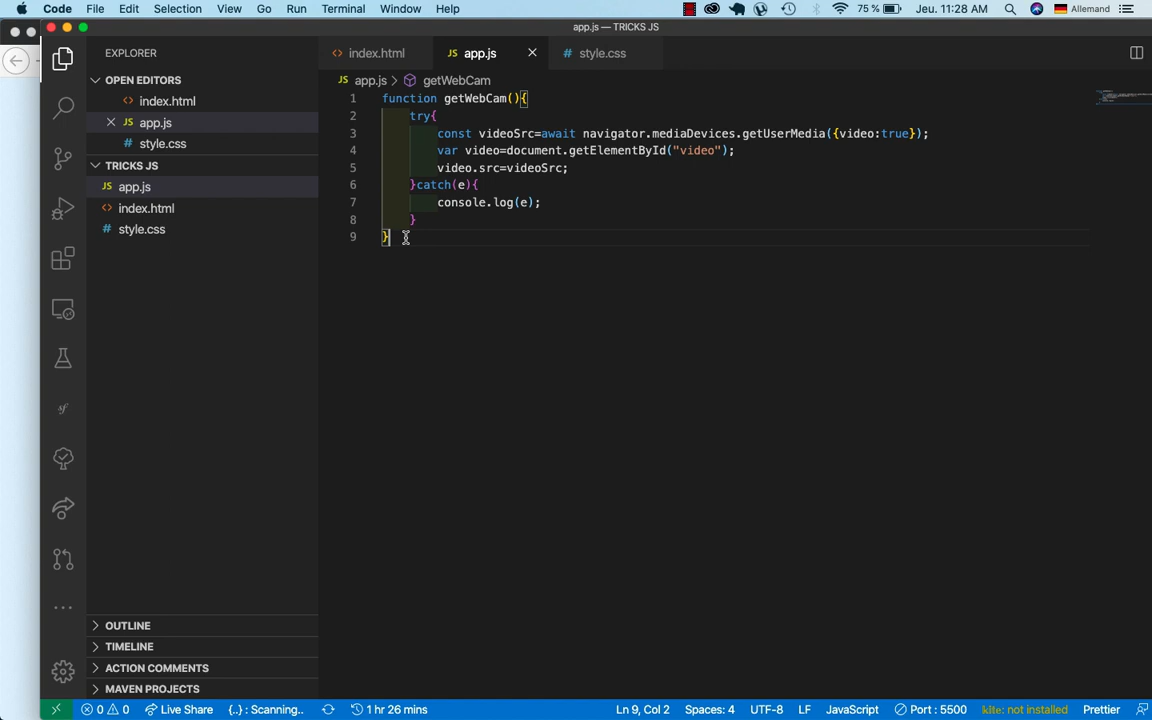 Code File Edit Selection View Go Run Terminal Window Help 75 % Jeu. 11:28 AM Allemand
app.js — TRICKS JS
EXPLORER
OPEN EDITORS
index.html
app.js
style.css
TRICKS JS
JS app.js
index.html
# style.css
OUTLINE
TIMELINE
ACTION COMMENTS
MAVEN PROJECTS
<> index.html JS app.js × # style.css
JS app.js > getWebCam
1 function getWebCam(){
2 try{
3 const videoSrc=await navigator.mediaDevices.getUserMedia({video:true});
4 var video=document.getElementById("video");
5 video.src=videoSrc;
6 }catch(e){
7 console.log(e);
8 }
9 }
0 0 Live Share {..} : Scanning.. 1 hr 26 mins Ln 9, Col 2 Spaces: 4 UTF-8 LF JavaScript Port : 5500 kite: not installed Prettier